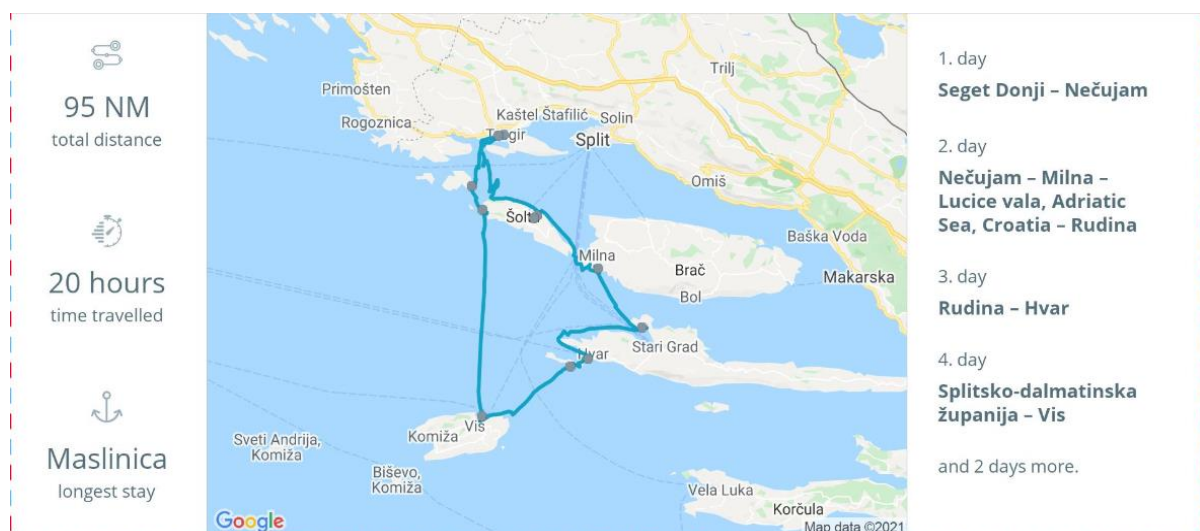 95 NM
total distance
20 hours
time travelled
Maslinica
longest stay
Trilj
Primošten
Kaštel Štafilić
Solin
Rogoznica
Split
Omiš
Baška Voda
Milna
Brač
Makarska
Bol
Stari Grad
Hvar
Vis
Komiža
Sveti Andrija,
Komiža
Biševo,
Komiža
Vela Luka
Korčula
Google
Map data ©2021
1. day
Seget Donji – Nečujam
2. day
Nečujam – Milna –
Lucice vala, Adriatic
Sea, Croatia – Rudina
3. day
Rudina – Hvar
4. day
Splitsko-dalmatinska
županija – Vis
and 2 days more.